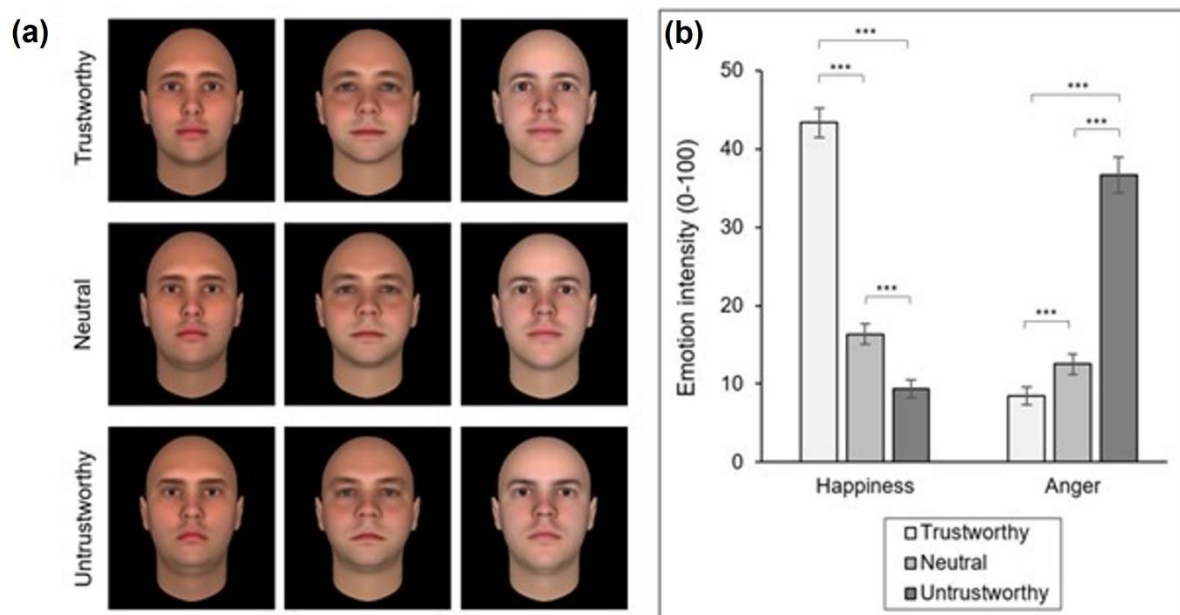 (a)
Trustworthy
Neutral
Untrustworthy
(b)
Emotion intensity (0-100)
50
40
30
20
10
0
***
***
***
***
***
***
Happiness
Anger
Trustworthy
Neutral
Untrustworthy